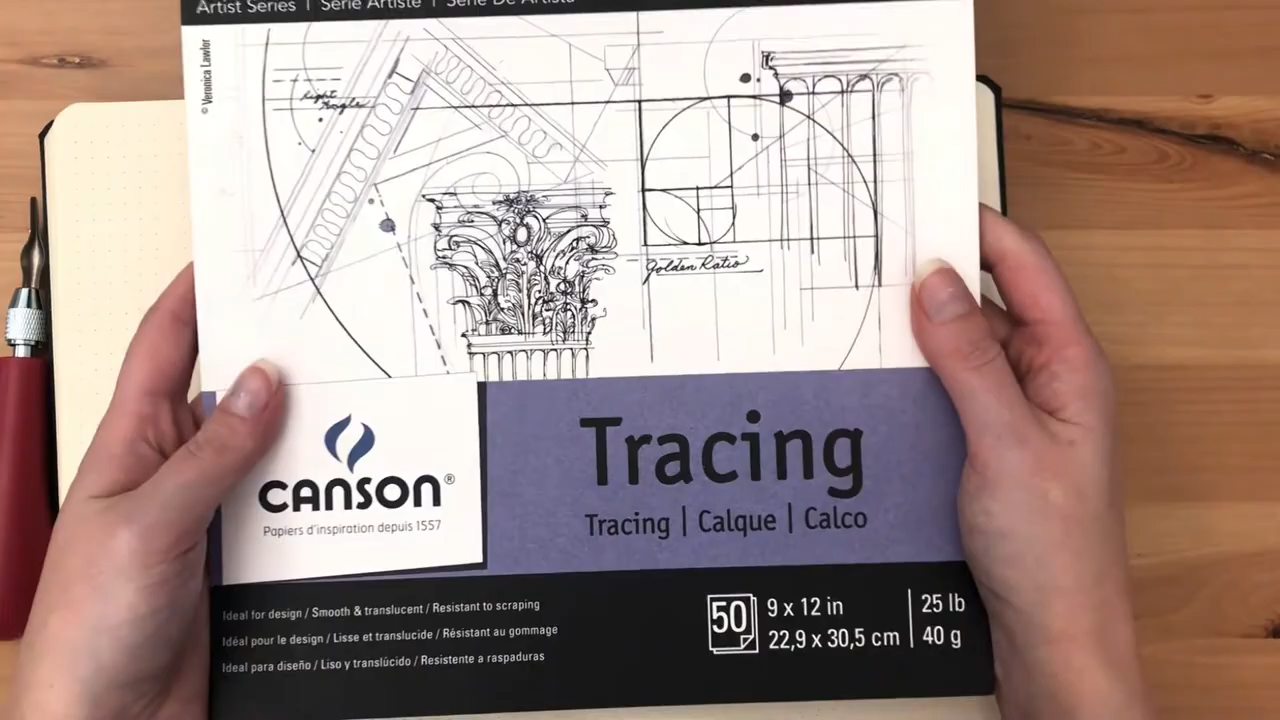 Artist Series | Série Artiste | Serie De Artista
© Veronica Lawlor
right
Angle
Golden Ratio
CANSON®
Papiers d'inspiration depuis 1557
Tracing
Tracing | Calque | Calco
Ideal for design / Smooth & translucent / Resistant to scraping
Idéal pour le design / Lisse et translucide / Résistant au gommage
Ideal para diseño / Liso y translúcido / Resistente a raspaduras
50
9 x 12 in
22,9 x 30,5 cm
25 lb
40 g